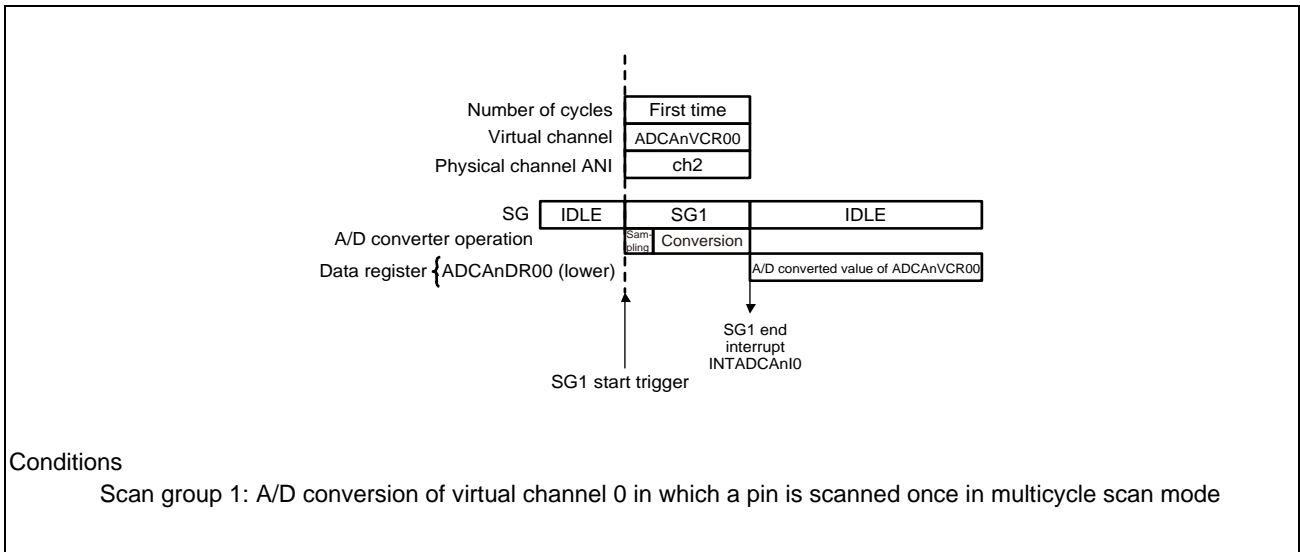 Number of cycles First time
Virtual channel ADCAnVCR00
Physical channel ANI ch2
SG IDLE SG1 IDLE
A/D converter operation Sam-pling Conversion
Data register { ADCAnDR00 (lower) A/D converted value of ADCAnVCR00
SG1 end
interrupt
INTADCAnI0
SG1 start trigger
Conditions
Scan group 1: A/D conversion of virtual channel 0 in which a pin is scanned once in multicycle scan mode